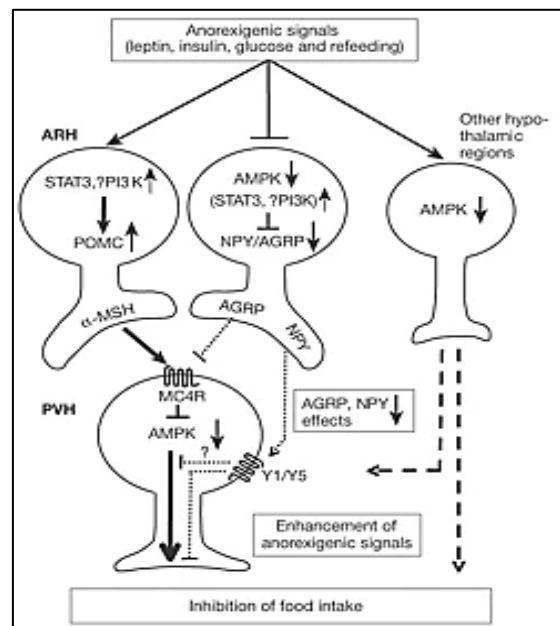 Anorexigenic signals
(leptin, insulin, glucose and refeeding)
ARH
Other hypo-
thalamic
regions
STAT3,?PI3K
POMC
α-MSH
AMPK
(STAT3, ?PI3K)
NPY/AGRP
AGRP
NPY
AMPK
MC4R
PVH
AMPK
?
Y1/Y5
AGRP, NPY
effects
Enhancement of
anorexigenic signals
Inhibition of food intake